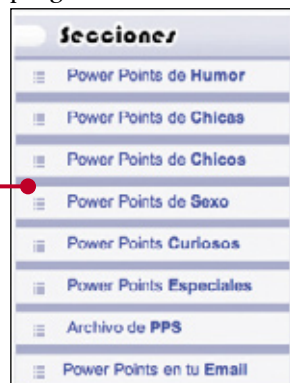 Secciones
Power Points de Humor
Power Points de Chicas
Power Points de Chicos
Power Points de Sexo
Power Points Curiosos
Power Points Especiales
Archivo de PPS
Power Points en tu Email